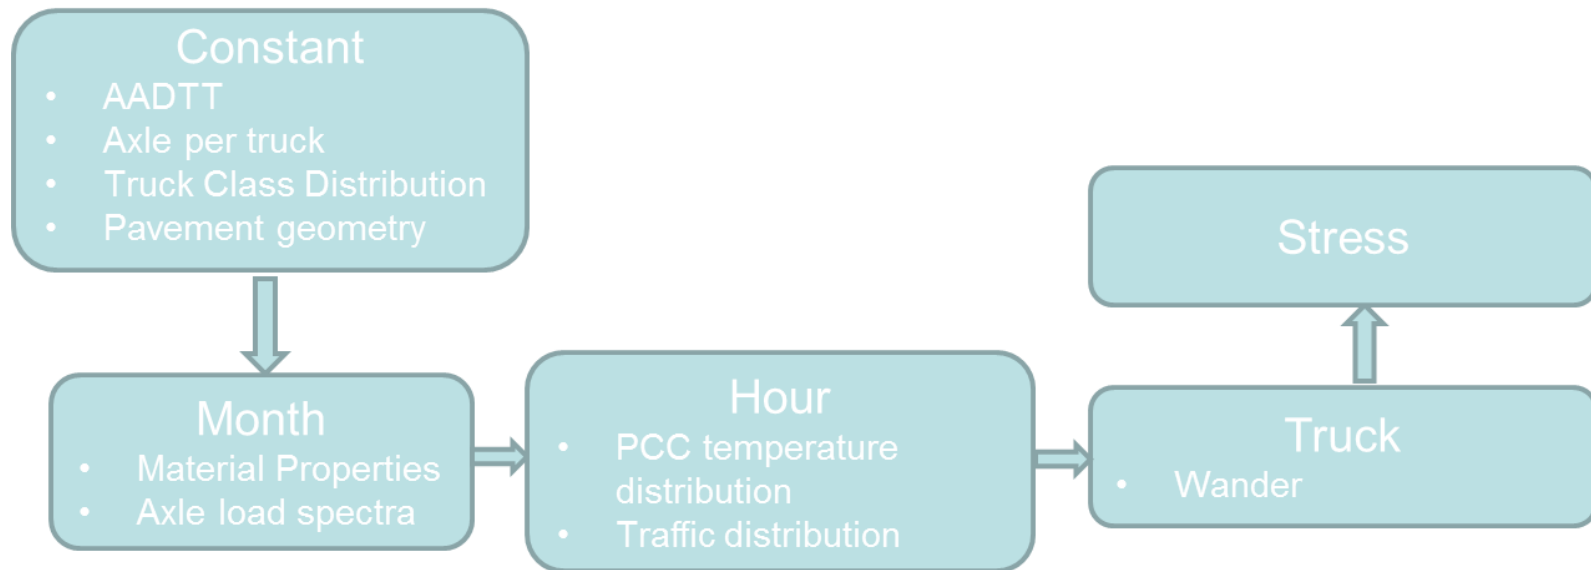 Constant
• AADTT
• Axle per truck
• Truck Class Distribution
• Pavement geometry
Month
• Material Properties
• Axle load spectra
Hour
• PCC temperature
distribution
• Traffic distribution
Truck
• Wander
Stress